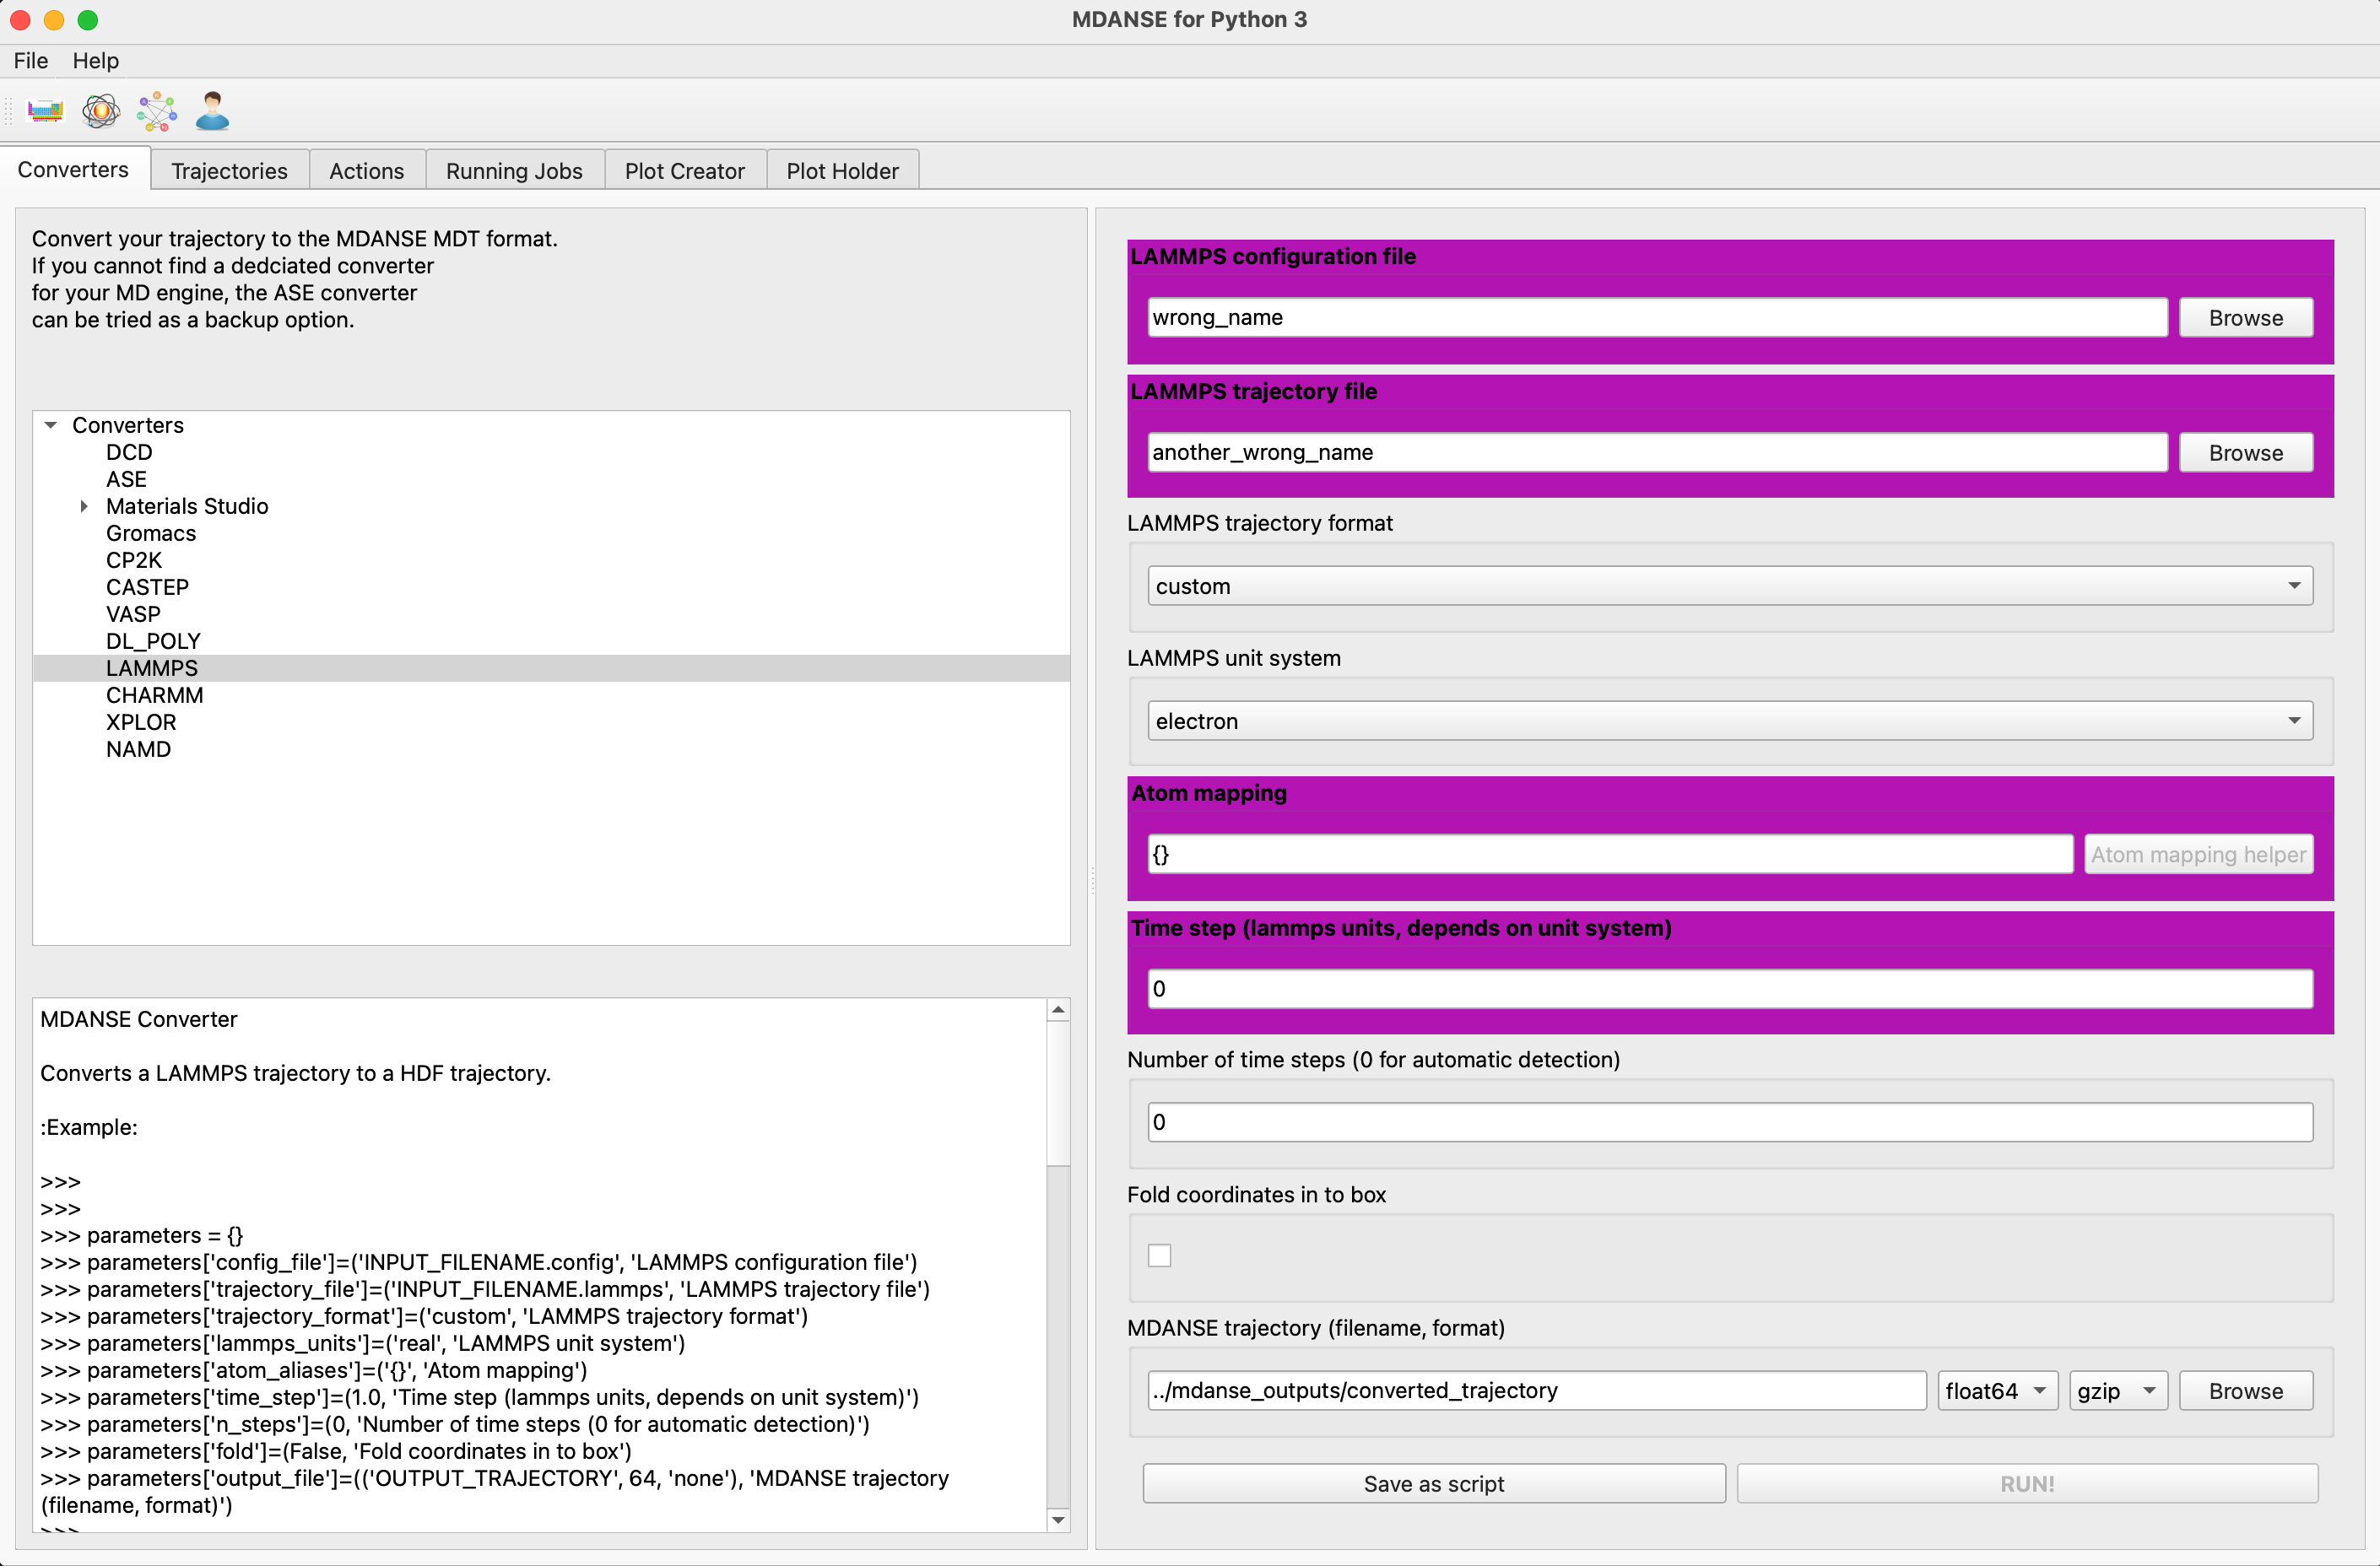 MDANSE for Python 3
File Help
Converters Trajectories Actions Running Jobs Plot Creator Plot Holder
Convert your trajectory to the MDANSE MDT format.
If you cannot find a dedciated converter
for your MD engine, the ASE converter
can be tried as a backup option.
Converters
DCD
ASE
Materials Studio
Gromacs
CP2K
CASTEP
VASP
DL_POLY
LAMMPS
CHARMM
XPLOR
NAMD
MDANSE Converter
Converts a LAMMPS trajectory to a HDF trajectory.
:Example:
>>>
>>>
>>> parameters = {}
>>> parameters['config_file']=('INPUT_FILENAME.config', 'LAMMPS configuration file')
>>> parameters['trajectory_file']=('INPUT_FILENAME.lammps', 'LAMMPS trajectory file')
>>> parameters['trajectory_format']=('custom', 'LAMMPS trajectory format')
>>> parameters['lammps_units']=('real', 'LAMMPS unit system')
>>> parameters['atom_aliases']=('{}', 'Atom mapping')
>>> parameters['time_step']=(1.0, 'Time step (lammps units, depends on unit system)')
>>> parameters['n_steps']=(0, 'Number of time steps (0 for automatic detection)')
>>> parameters['fold']=(False, 'Fold coordinates in to box')
>>> parameters['output_file']=(('OUTPUT_TRAJECTORY', 64, 'none'), 'MDANSE trajectory
(filename, format)')
>>>
LAMMPS configuration file
wrong_name Browse
LAMMPS trajectory file
another_wrong_name Browse
LAMMPS trajectory format
custom
LAMMPS unit system
electron
Atom mapping
{} Atom mapping helper
Time step (lammps units, depends on unit system)
0
Number of time steps (0 for automatic detection)
0
Fold coordinates in to box
MDANSE trajectory (filename, format)
../mdanse_outputs/converted_trajectory float64 gzip Browse
Save as script RUN!